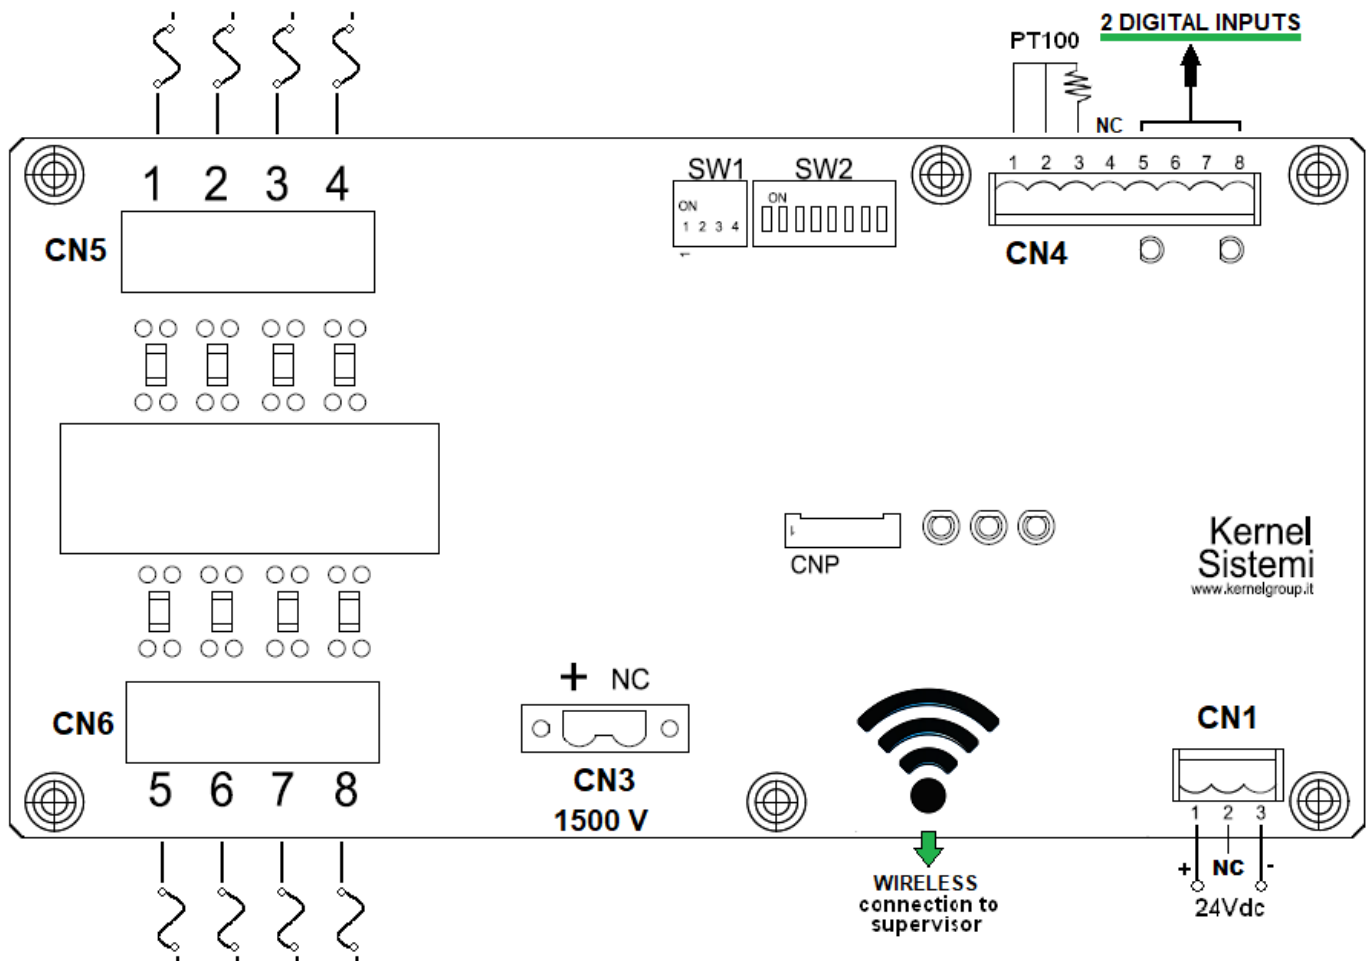 2 DIGITAL INPUTS
PT100
NC
1 2 3 4 5 6 7 8
CN4
1 2 3 4
CN5
SW1
ON
1 2 3 4
1
SW2
ON
1
CNP
Kernel
Sistemi
www.kernelgroup.it
CN6
5 6 7 8
+ NC
CN3
1500 V
WIRELESS
connection to
supervisor
CN1
1 2 3
+ NC -
24Vdc